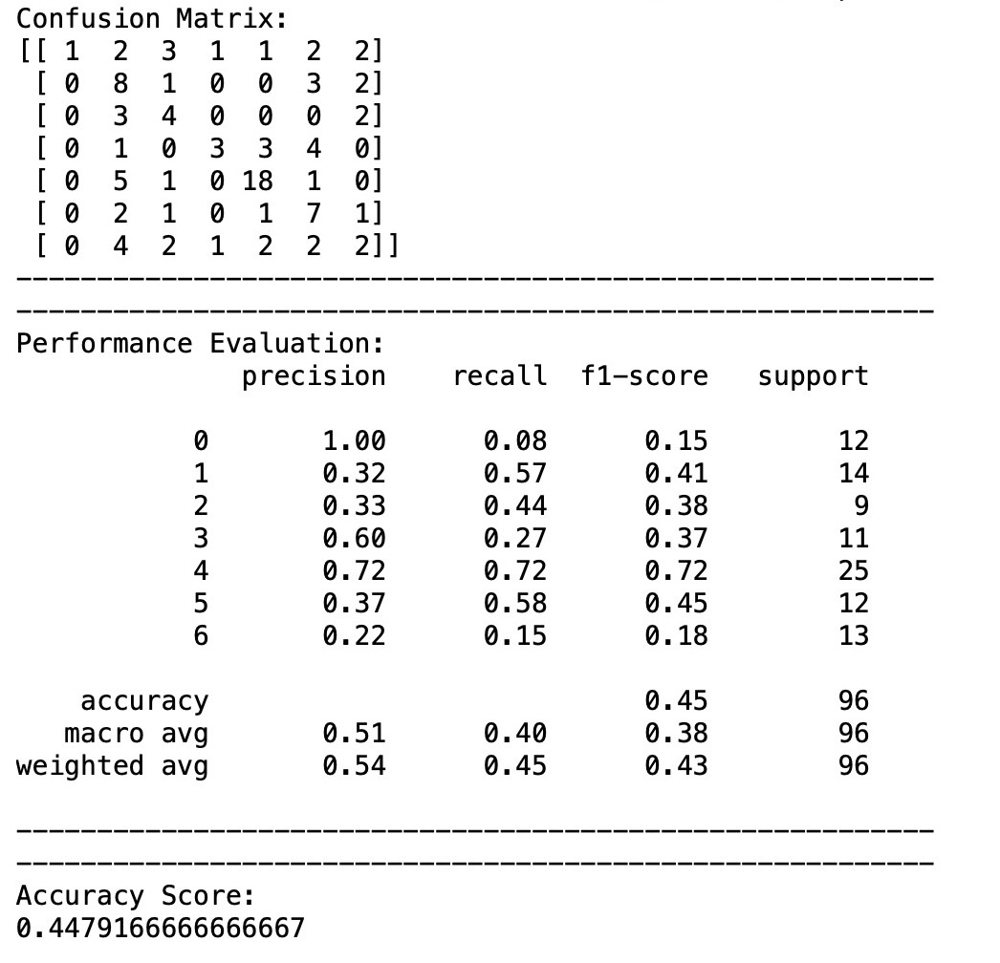 Confusion Matrix:
[[ 1  2  3  1  1  2  2]
 [ 0  8  1  0  0  3  2]
 [ 0  3  4  0  0  0  2]
 [ 0  1  0  3  3  4  0]
 [ 0  5  1  0 18  1  0]
 [ 0  2  1  0  1  7  1]
 [ 0  4  2  1  2  2  2]]
---------------------------------------------------------
---------------------------------------------------------
Performance Evaluation:
              precision    recall  f1-score   support
           0       1.00      0.08      0.15        12
           1       0.32      0.57      0.41        14
           2       0.33      0.44      0.38         9
           3       0.60      0.27      0.37        11
           4       0.72      0.72      0.72        25
           5       0.37      0.58      0.45        12
           6       0.22      0.15      0.18        13
    accuracy                           0.45        96
   macro avg       0.51      0.40      0.38        96
weighted avg       0.54      0.45      0.43        96
---------------------------------------------------------
---------------------------------------------------------
Accuracy Score:
0.4479166666666667